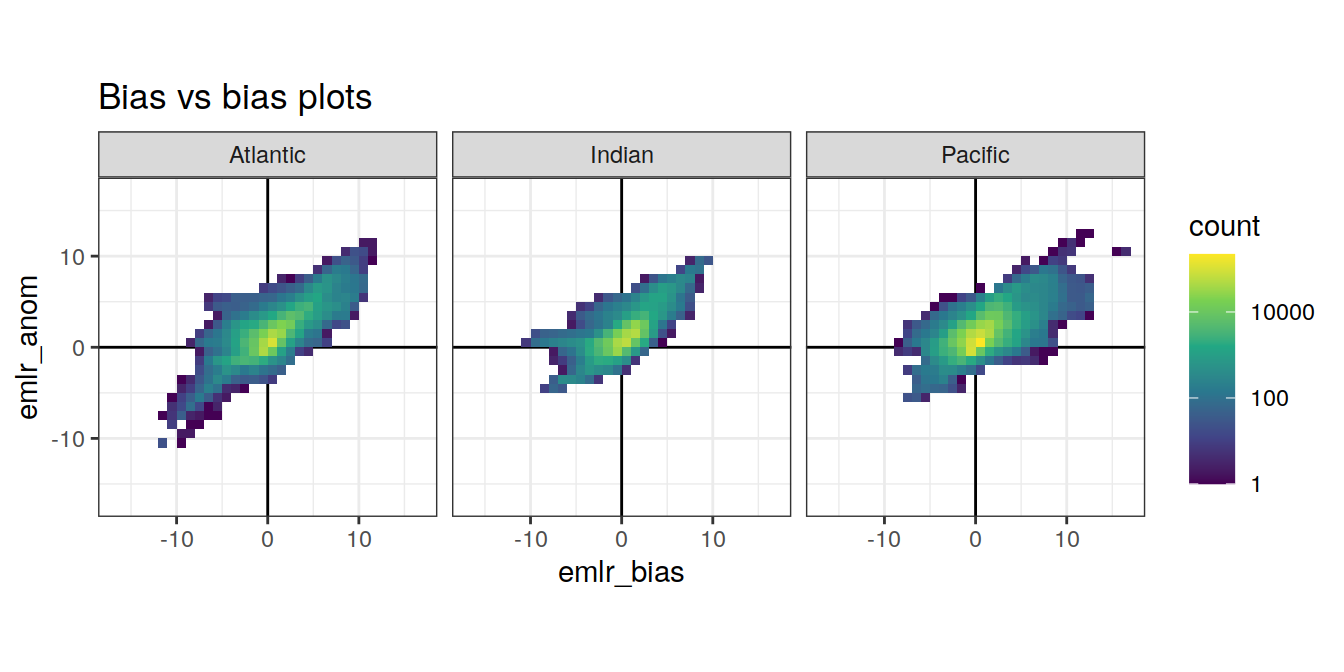 Bias vs bias plots
Atlantic Indian Pacific
emlr_anom
10
0
-10
-10 0 10 -10 0 10 -10 0 10
emlr_bias
count
10000
100
1